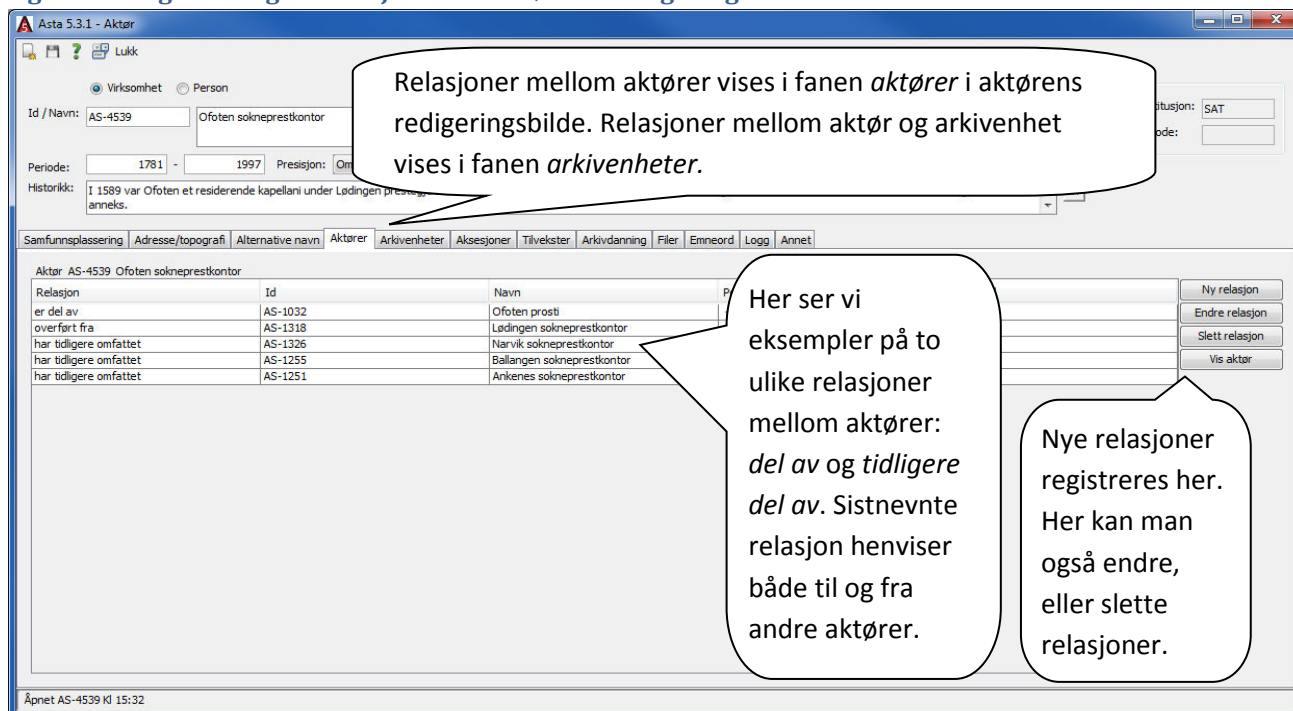 Asta 5.3.1 - Aktør
Lukk
Virksomhet Person
Id / Navn: AS-4539 Ofoten sokneprestkontor
SAT
Periode: 1781 - 1997 Presisjon:
Historikk: I 1589 var Ofoten et residerende kapellani under Lødingen
anneks.
Relasjoner mellom aktører vises i fanen aktører i aktørens
redigeringsbilde. Relasjoner mellom aktør og arkivenhet
vises i fanen arkivenheter.
Samfunnsplassering Adresse/topografi Alternative navn Aktører Arkivenheter Aksesjoner Tilvekster Arkivdanning Filer Emneord Logg Annet
Aktør AS-4539 Ofoten sokneprestkontor
Relasjon Id Navn
er del av AS-1032 Ofoten prosti
overført fra AS-1318 Lødingen sokneprestkontor
har tidligere omfattet AS-1326 Narvik sokneprestkontor
har tidligere omfattet AS-1255 Ballangen sokneprestkontor
har tidligere omfattet AS-1251 Ankenes sokneprestkontor
Ny relasjon
Endre relasjon
Slett relasjon
Vis aktør
Her ser vi
eksempler på to
ulike relasjoner
mellom aktører:
del av og tidligere
del av. Sistnevnte
relasjon henviser
både til og fra
andre aktører.
Nye relasjoner
registreres her.
Her kan man
også endre,
eller slette
relasjoner.
Åpnet AS-4539 Kl 15:32